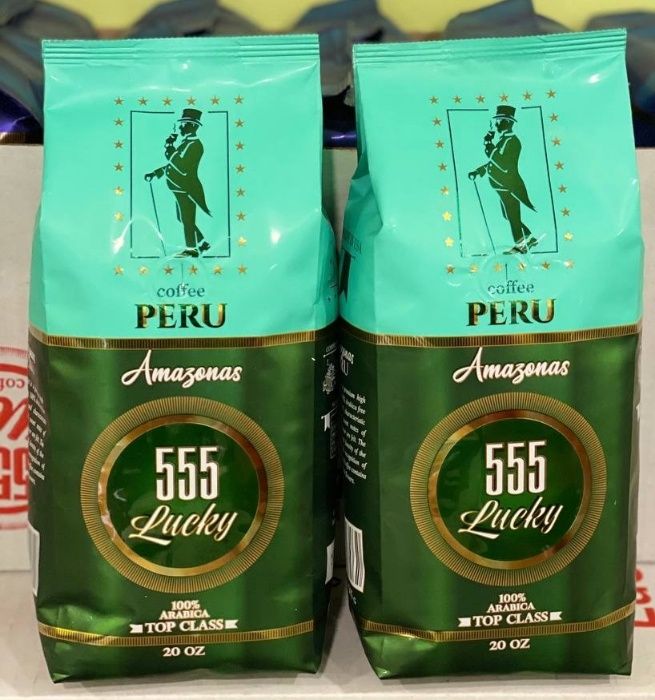 coffee
PERU
Amazonas
555
Lucky
100%
ARABICA
TOP CLASS
20 OZ
coffee
PERU
Amazonas
555
Lucky
100%
ARABICA
TOP CLASS
20 OZ